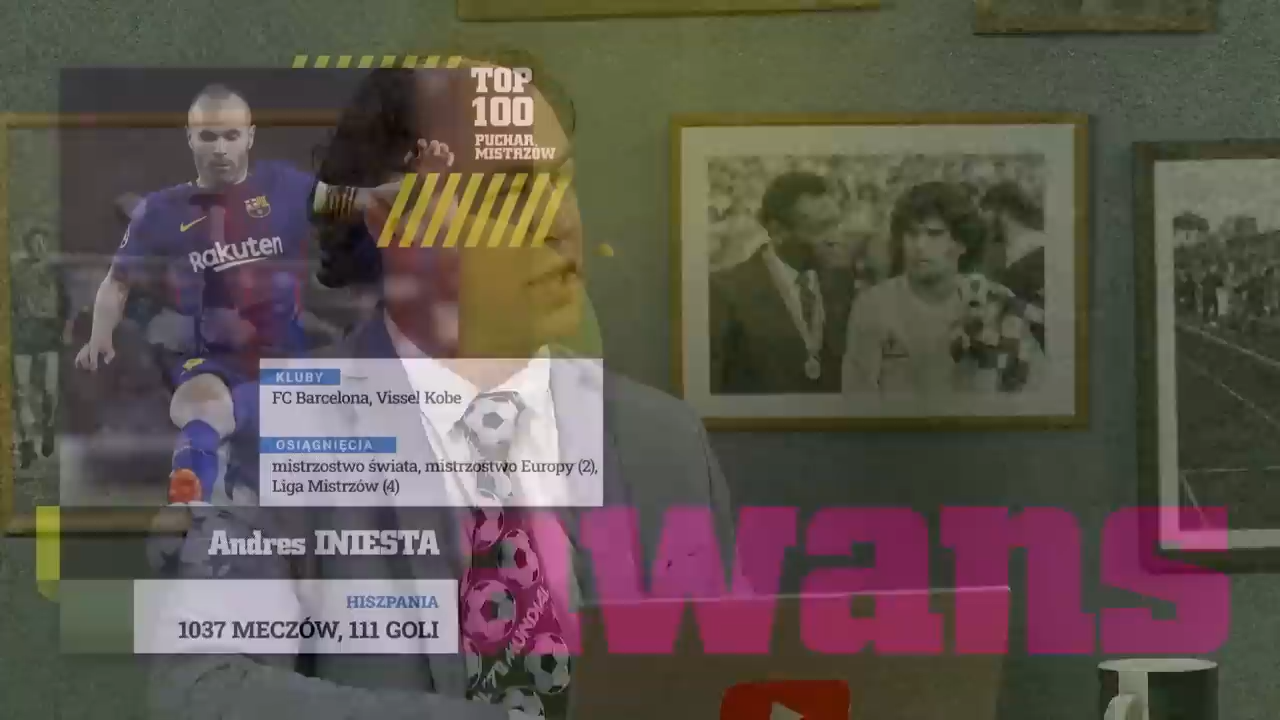 TOP
100
PUCHAR
MISTRZÓW
Rakuten
KLUBY
FC Barcelona, Vissel Kobe
OSIĄGNIĘCIA
mistrzostwo świata, mistrzostwo Europy (2),
Liga Mistrzów (4)
Andres INIESTA
awans
HISZPANIA
1037 MECZÓW, 111 GOLI